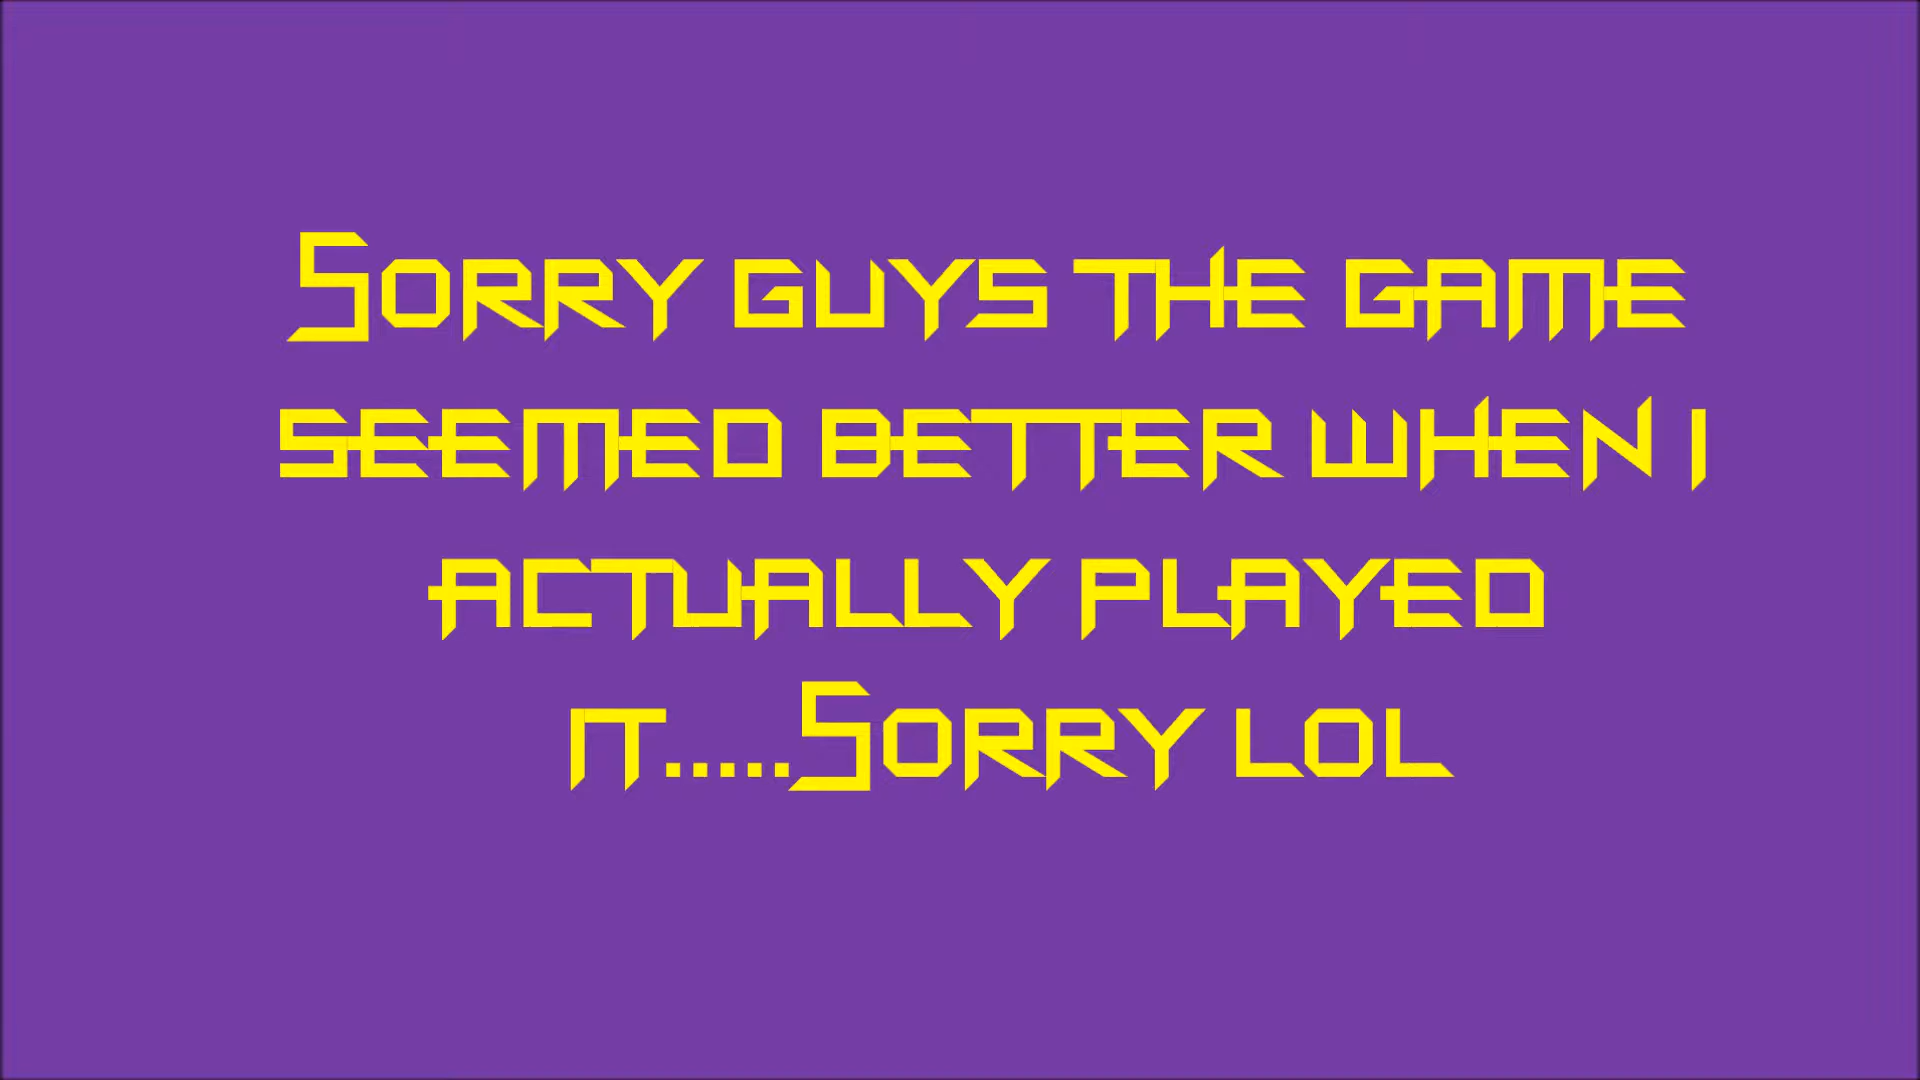 Sorry guys the game
seemed better when i
actually played
it.....Sorry lol